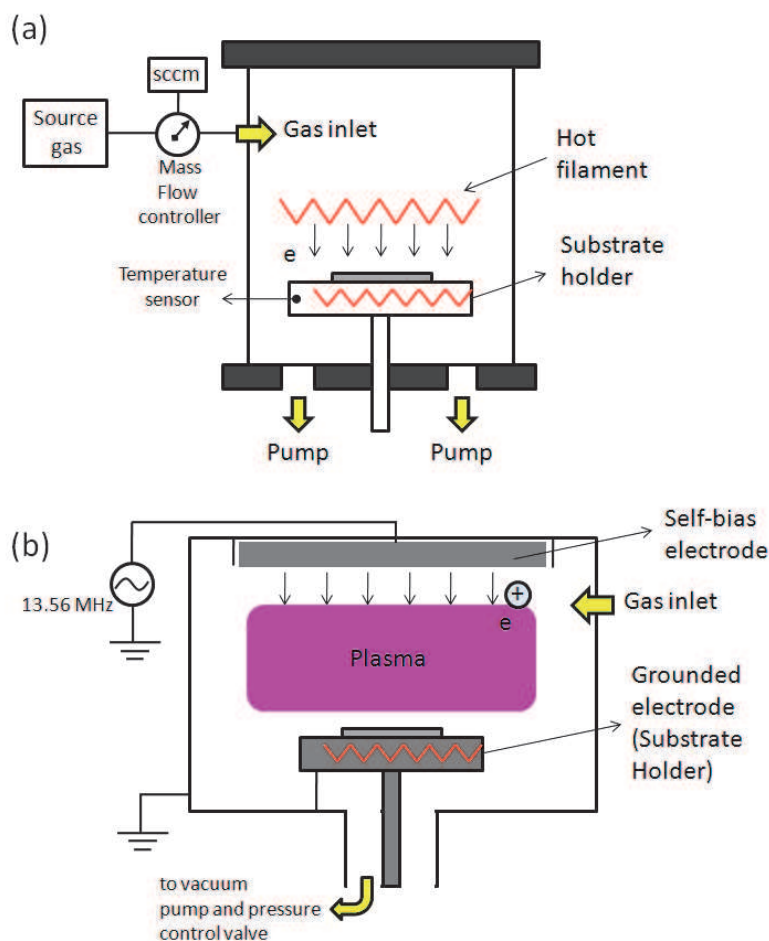 (a)
sccm
Source
gas
Mass
Flow
controller
Gas inlet
Hot
filament
e
Substrate
holder
Temperature
sensor
Pump
Pump
(b)
Self-bias
electrode
13.56 MHz
Gas inlet
+
e
Plasma
Grounded
electrode
(Substrate
Holder)
to vacuum
pump and pressure
control valve